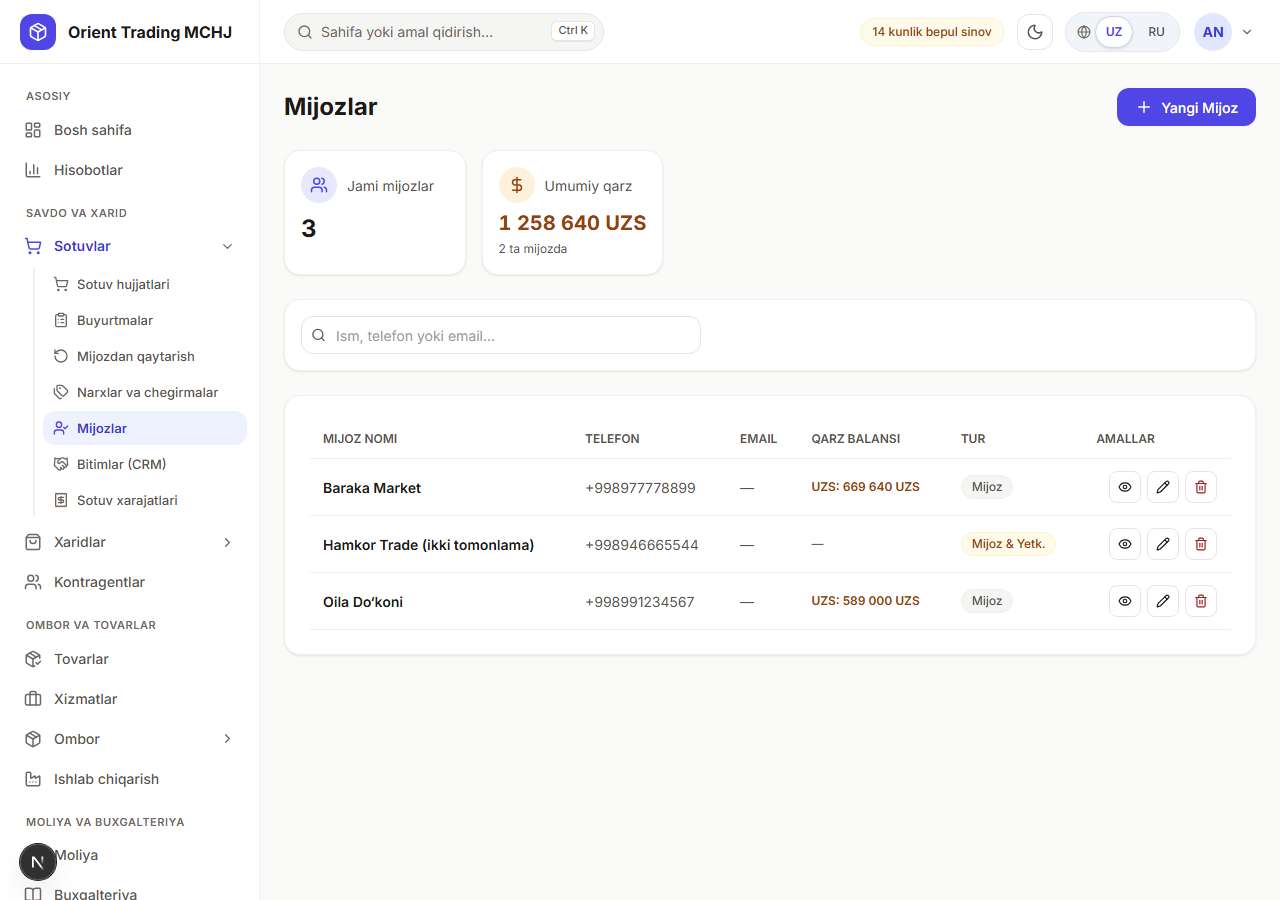 Orient Trading MCHJ
Sahifa yoki amal qidirish...
Ctrl K
14 kunlik bepul sinov
UZ
RU
AN
ASOSIY
Bosh sahifa
Hisobotlar
SAVDO VA XARID
Sotuvlar
Sotuv hujjatlari
Buyurtmalar
Mijozdan qaytarish
Narxlar va chegirmalar
Mijozlar
Bitimlar (CRM)
Sotuv xarajatlari
Xaridlar
Kontragentlar
OMBOR VA TOVARLAR
Tovarlar
Xizmatlar
Ombor
Ishlab chiqarish
MOLIYA VA BUXGALTERIYA
Moliya
N
Buxgalteriya
Mijozlar
Yangi Mijoz
Jami mijozlar
3
Umumiy qarz
1 258 640 UZS
2 ta mijozda
Ism, telefon yoki email...
MIJOZ NOMI TELEFON EMAIL QARZ BALANSI TUR AMALLAR
Baraka Market +998977778899 — UZS: 669 640 UZS Mijoz
Hamkor Trade (ikki tomonlama) +998946665544 — — Mijoz & Yetk.
Oila Do‘koni +998991234567 — UZS: 589 000 UZS Mijoz